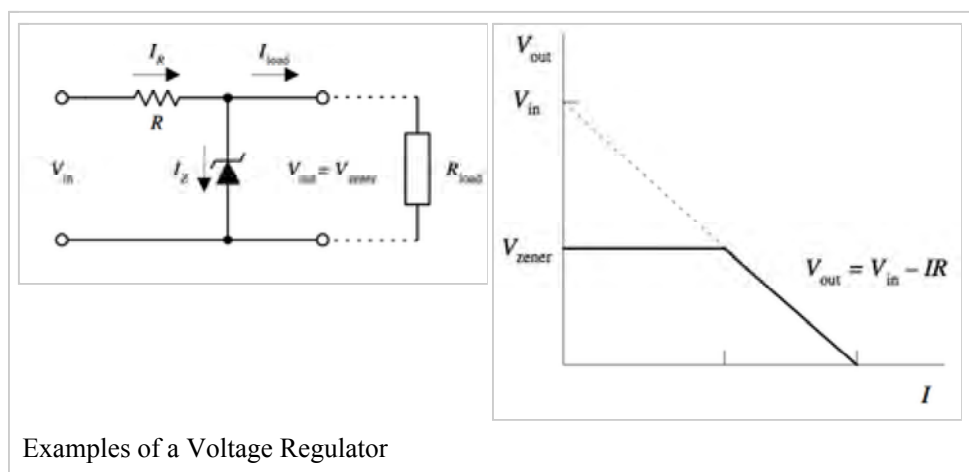 I_R I_load
R
V_in I_Z V_out = V_zener R_load
V_out
V_in
V_zener
V_out = V_in − IR
I
Examples of a Voltage Regulator